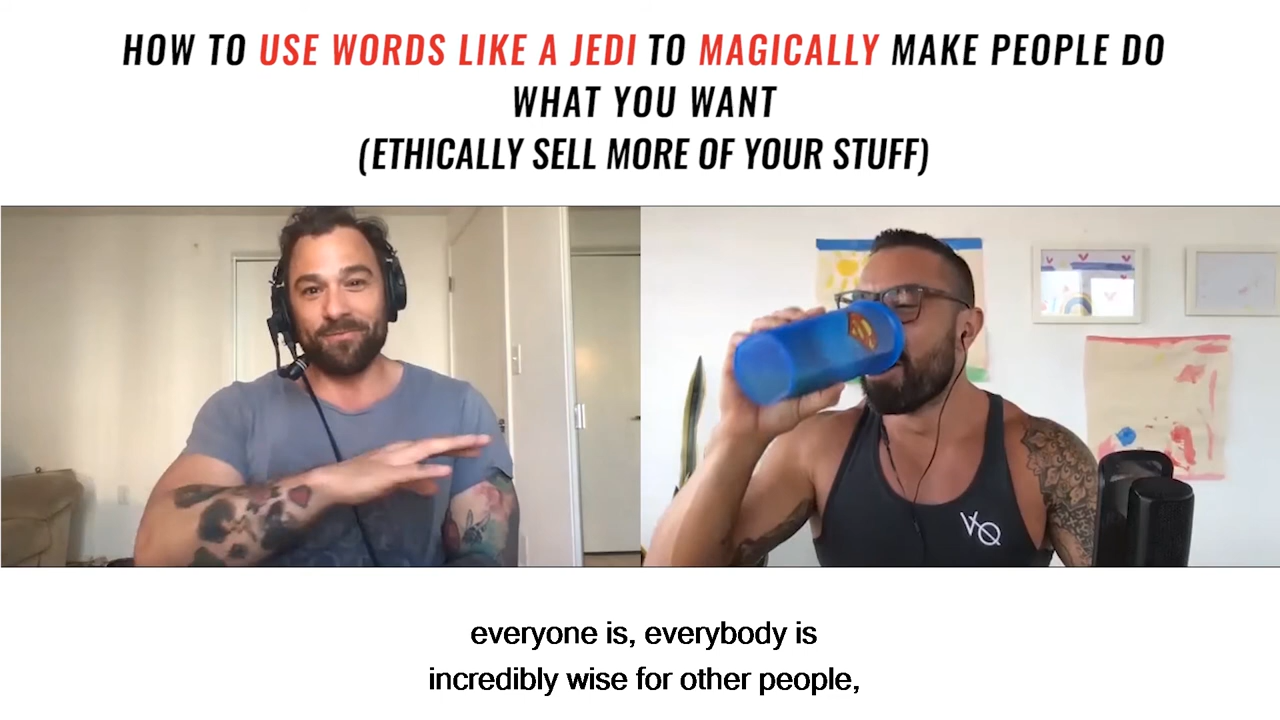 HOW TO USE WORDS LIKE A JEDI TO MAGICALLY MAKE PEOPLE DO
WHAT YOU WANT
(ETHICALLY SELL MORE OF YOUR STUFF)
VQ
everyone is, everybody is
incredibly wise for other people,